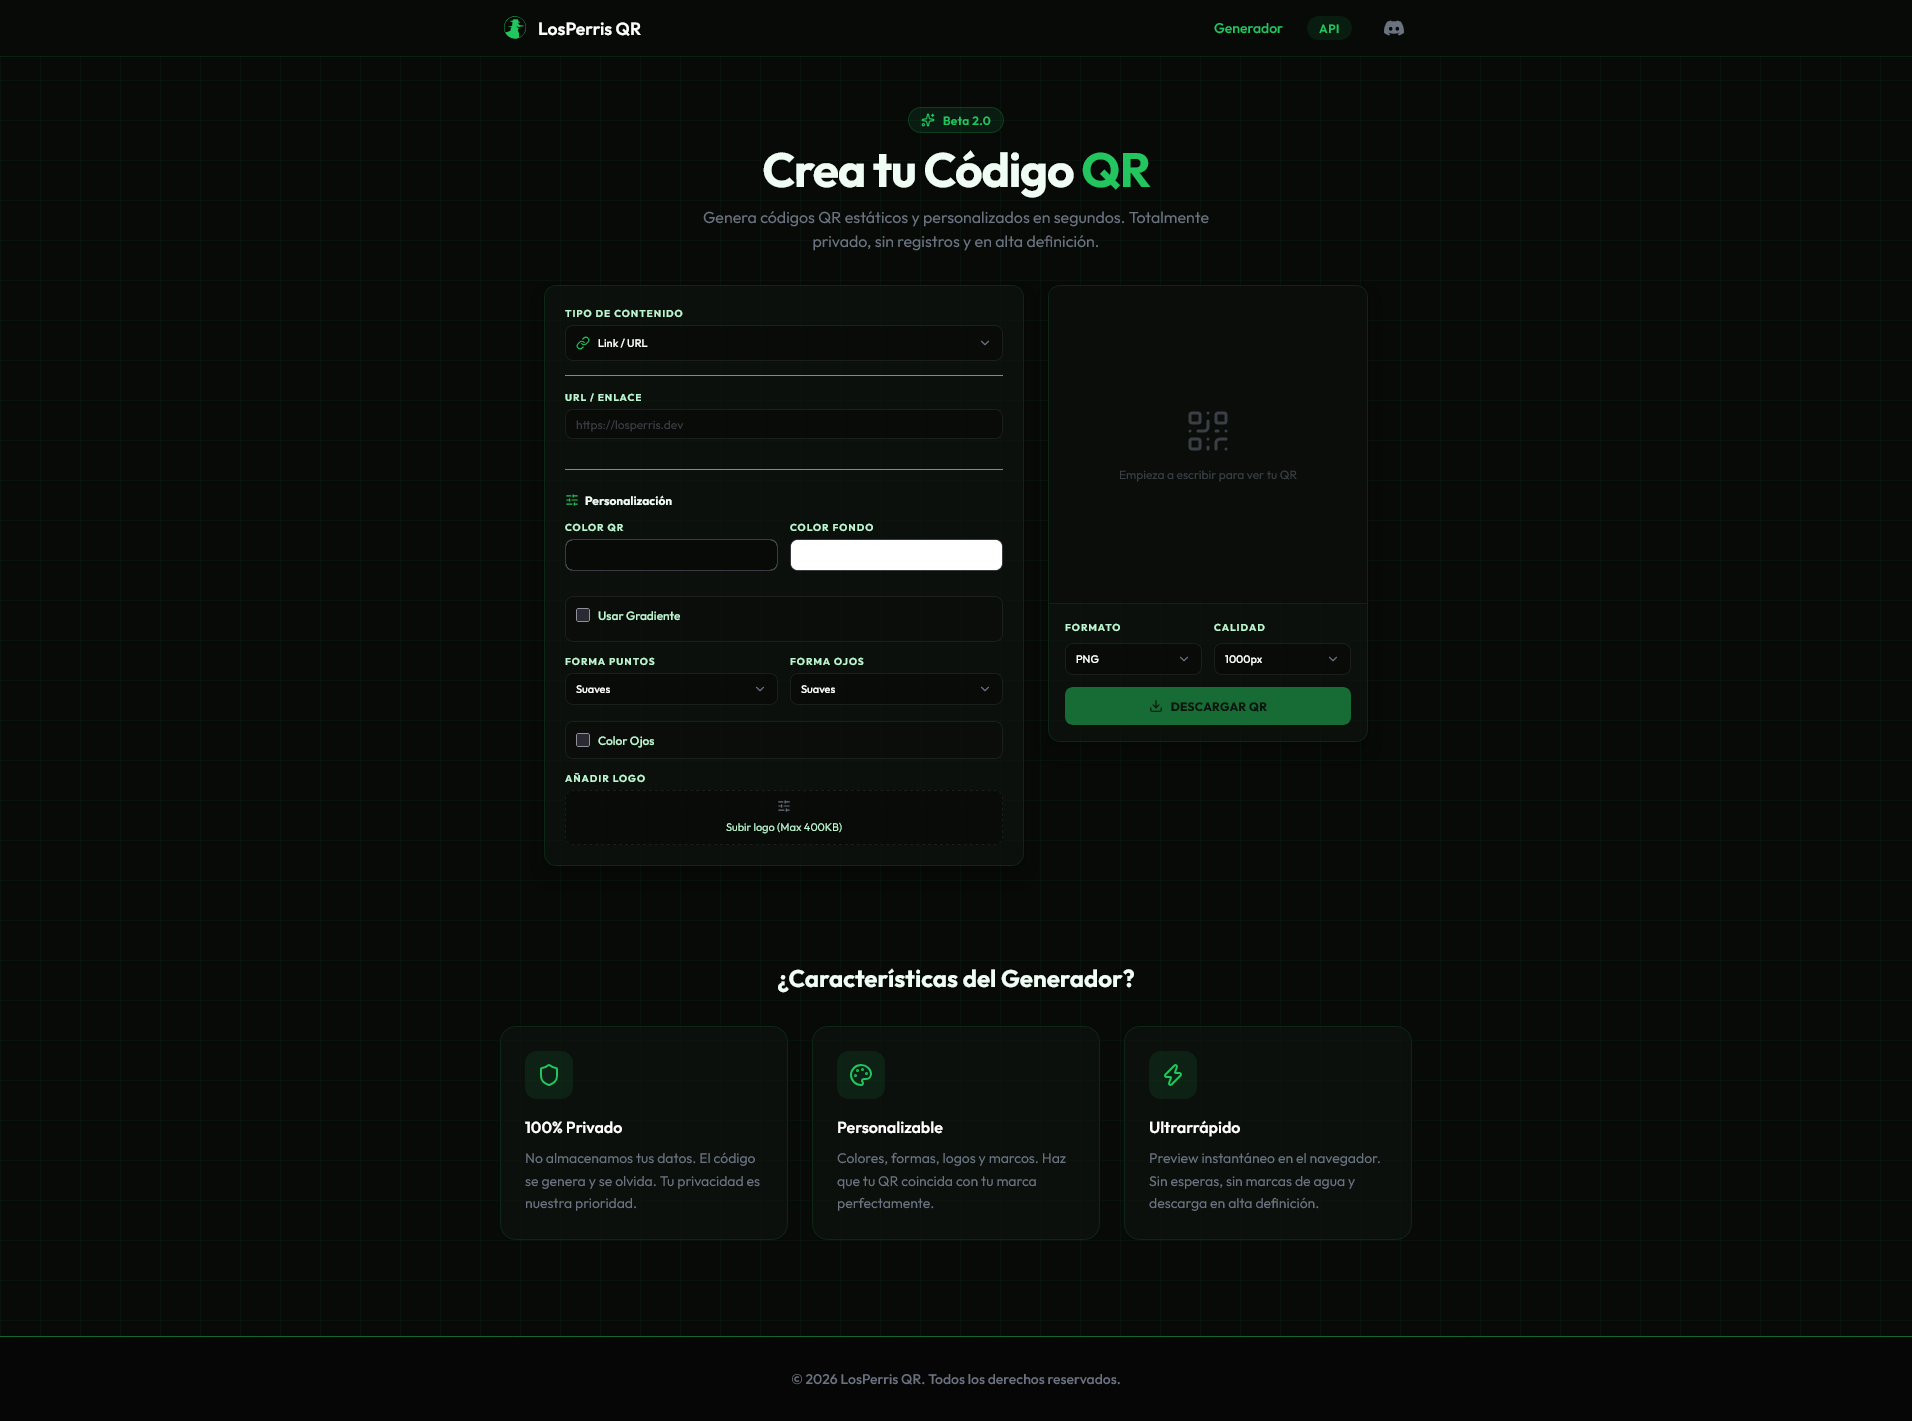 LosPerris QR
Generador
API
Beta 2.0
Crea tu Código QR
Genera códigos QR estáticos y personalizados en segundos. Totalmente
privado, sin registros y en alta definición.
TIPO DE CONTENIDO
Link / URL
URL / ENLACE
https://losperris.dev
Personalización
COLOR QR
COLOR FONDO
Usar Gradiente
FORMA PUNTOS
FORMA OJOS
Suaves
Suaves
Color Ojos
AÑADIR LOGO
Subir logo (Max 400KB)
Empieza a escribir para ver tu QR
FORMATO
CALIDAD
PNG
1000px
DESCARGAR QR
¿Características del Generador?
100% Privado
No almacenamos tus datos. El código
se genera y se olvida. Tu privacidad es
nuestra prioridad.
Personalizable
Colores, formas, logos y marcos. Haz
que tu QR coincida con tu marca
perfectamente.
Ultrarrápido
Preview instantáneo en el navegador.
Sin esperas, sin marcas de agua y
descarga en alta definición.
© 2026 LosPerris QR. Todos los derechos reservados.